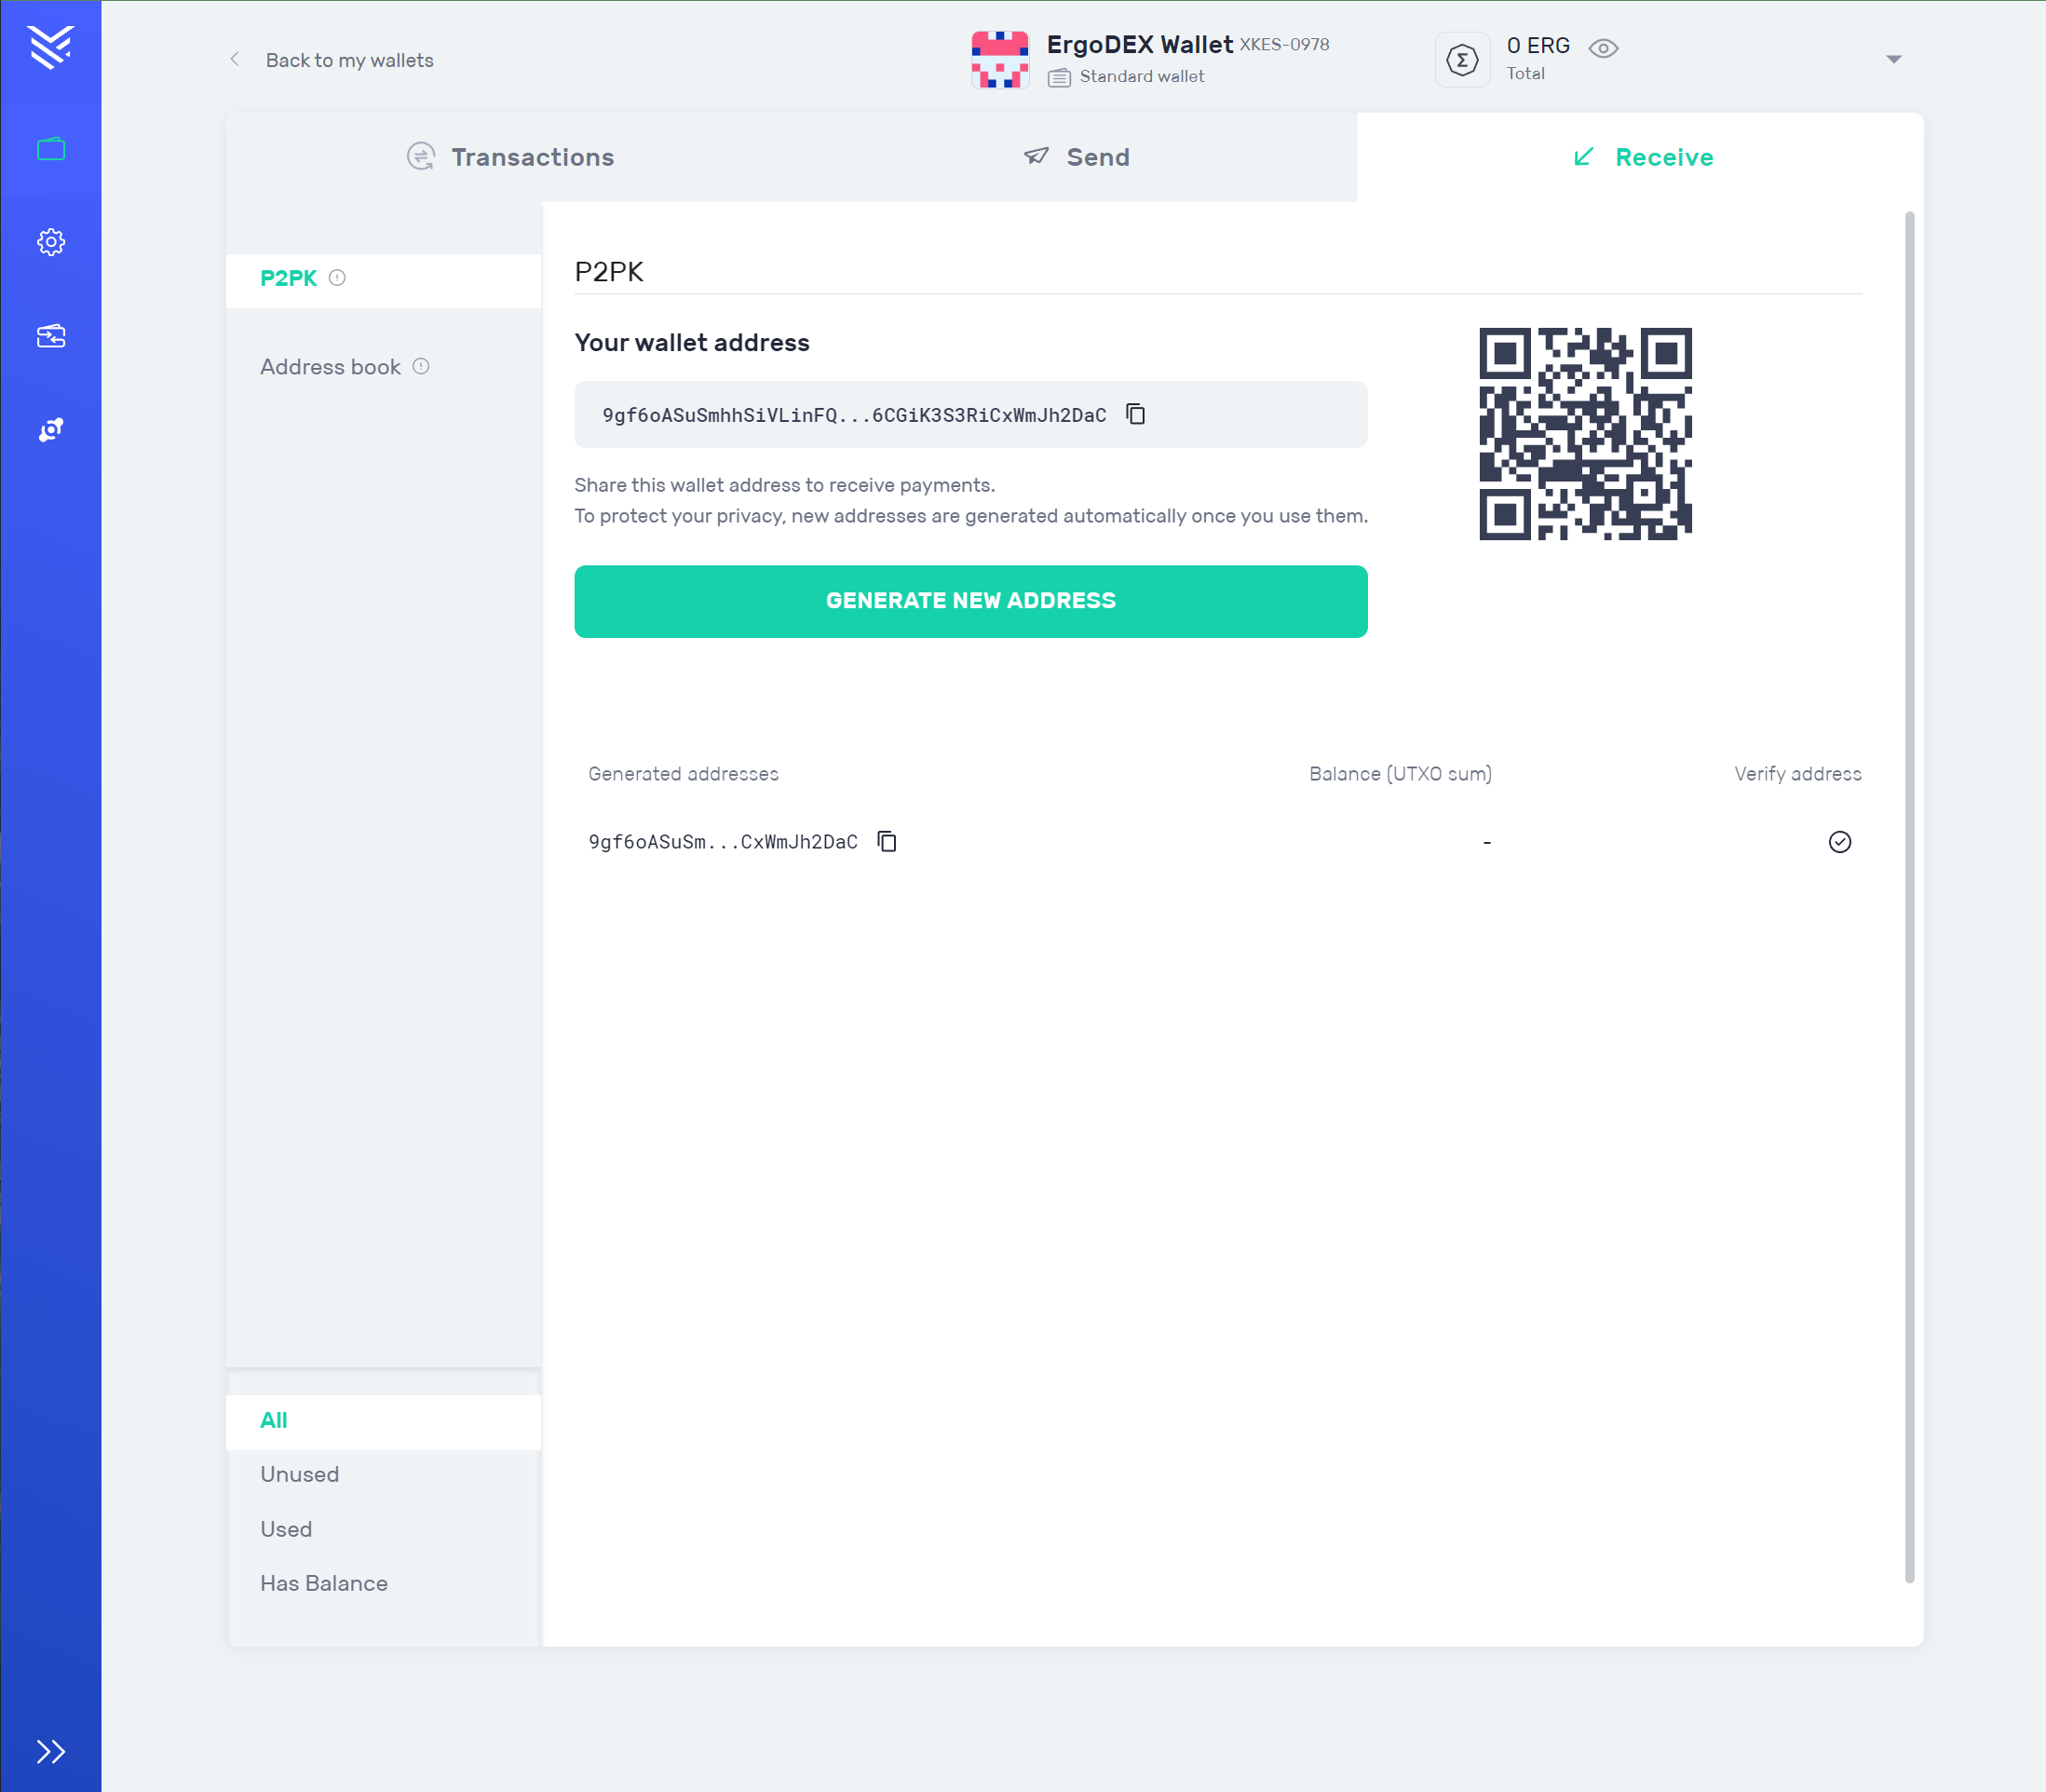 Back to my wallets
ErgoDEX Wallet XKES-0978
Standard wallet
0 ERG
Total
Transactions
Send
Receive
P2PK
Address book
P2PK
Your wallet address
9gf6oASuSmhhSiVLinFQ...6CGiK3S3RiCxWmJh2DaC
Share this wallet address to receive payments.
To protect your privacy, new addresses are generated automatically once you use them.
GENERATE NEW ADDRESS
Generated addresses Balance (UTXO sum) Verify address
9gf6oASuSm...CxWmJh2DaC -
All
Unused
Used
Has Balance